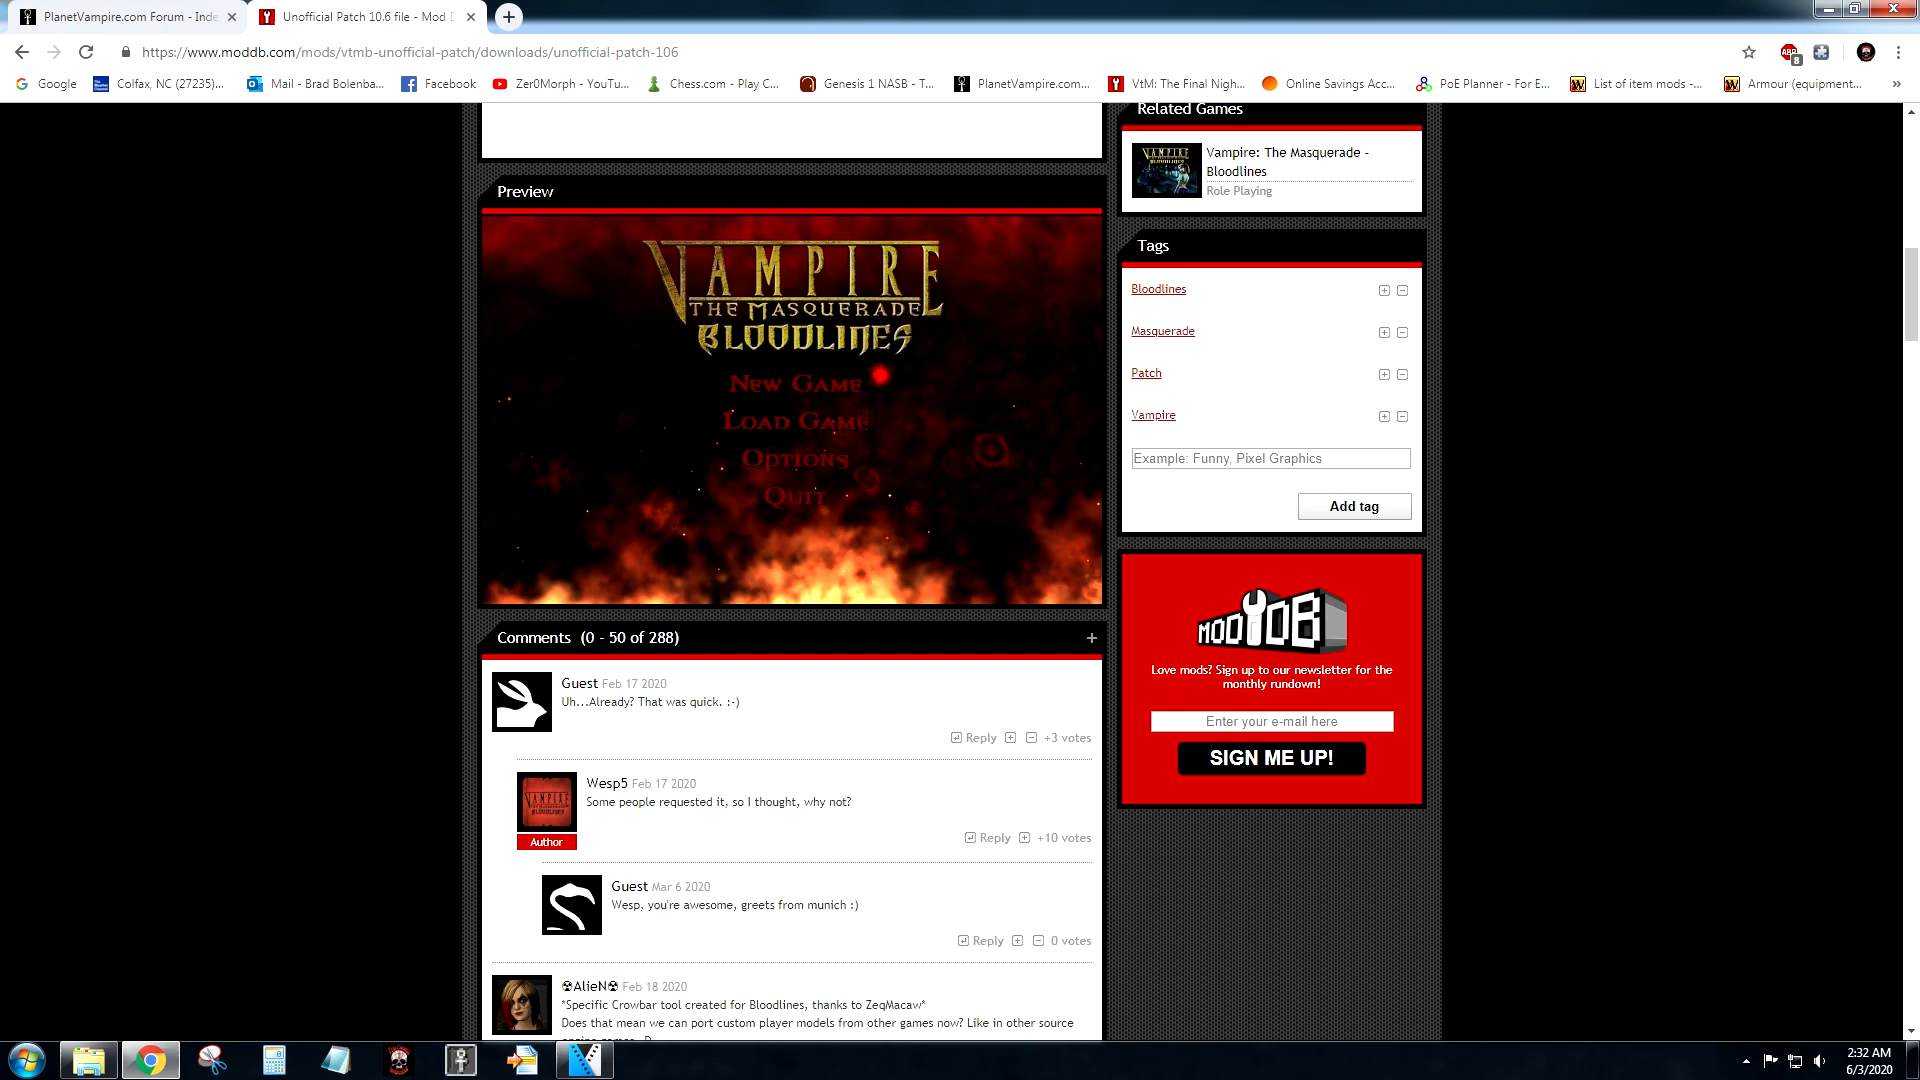 PlanetVampire.com Forum - Inde
Unofficial Patch 10.6 file - Mod D
https://www.moddb.com/mods/vtmb-unofficial-patch/downloads/unofficial-patch-106
ABP
8
Google
Colfax, NC (27235)...
Mail - Brad Bolenba...
Facebook
Zer0Morph - YouTu...
Chess.com - Play C...
Genesis 1 NASB - T...
PlanetVampire.com...
VtM: The Final Nigh...
Online Savings Acc...
PoE Planner - For E...
List of item mods -...
Armour (equipment...
Preview
VAMPIRE
THE MASQUERADE
BLOODLINES
New Game
Load Game
Options
Quit
Comments (0 - 50 of 288)
Guest Feb 17 2020
Uh...Already? That was quick. :-)
Reply +3 votes
Wesp5 Feb 17 2020
Some people requested it, so I thought, why not?
VAMPIRE
BLOODLINES
Author
Reply +10 votes
Guest Mar 6 2020
Wesp, you're awesome, greets from munich :)
Reply 0 votes
☢AlieN☢ Feb 18 2020
*Specific Crowbar tool created for Bloodlines, thanks to ZeqMacaw*
Does that mean we can port custom player models from other games now? Like in other source
Related Games
VAMPIRE
BLOODLINES
Vampire: The Masquerade -
Bloodlines
Role Playing
Tags
Bloodlines
Masquerade
Patch
Vampire
Example: Funny, Pixel Graphics
Add tag
MODDB
Love mods? Sign up to our newsletter for the
monthly rundown!
Enter your e-mail here
SIGN ME UP!
2:32 AM
6/3/2020